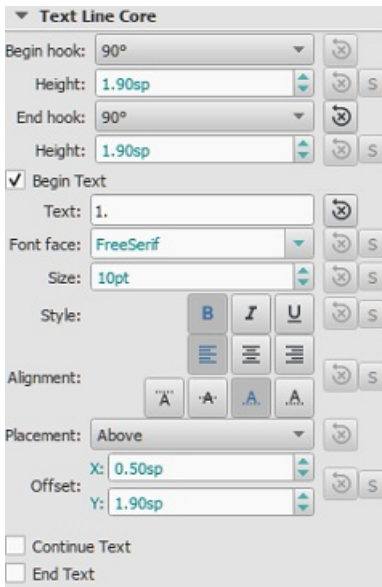 Text Line Core
Begin hook: 90°
Height: 1.90sp S
End hook: 90°
Height: 1.90sp S
Begin Text
Text: 1.
Font face: FreeSerif S
Size: 10pt S
Style: B I U S
Alignment: A A A A S
Placement: Above
Offset: X: 0.50sp S
Y: 1.90sp
Continue Text
End Text